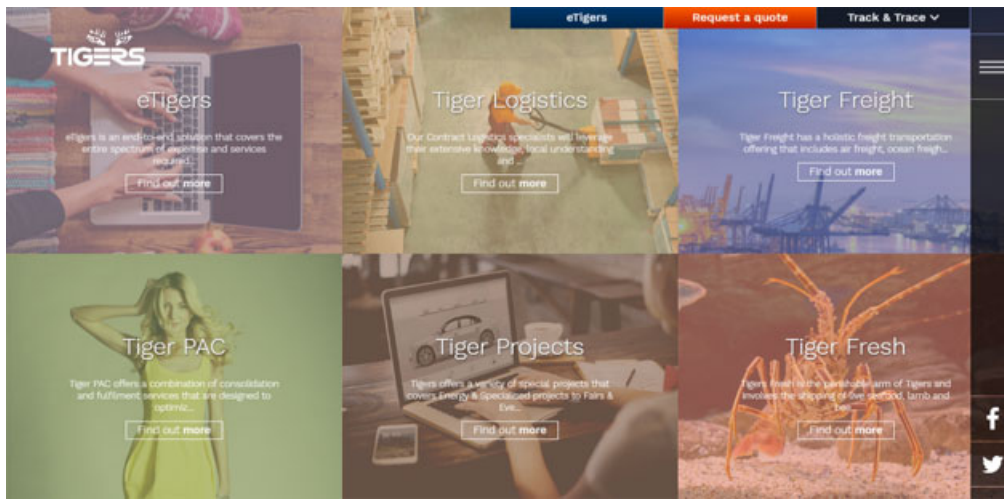 eTigers
Request a quote
Track & Trace
TIGERS
eTigers
eTigers is an end-to-end solution that covers the
entire spectrum of expertise and services
required...
Find out more
Tiger Logistics
Our Contract Logistics specialists will leverage
their extensive knowledge, local understanding
and ...
Find out more
Tiger Freight
Tiger Freight has a holistic freight transportation
offering that includes air freight, ocean freigh...
Find out more
Tiger PAC
Tiger PAC offers a combination of consolidation
and fulfilment services that are designed to
optimiz...
Find out more
Tiger Projects
Tigers offers a variety of special projects that
covers Energy & Specialised projects to Fairs &
Eve...
Find out more
Tiger Fresh
Tigers Fresh is the perishable arm of Tigers and
involves the shipping of live seafood, lamb and
bee...
Find out more